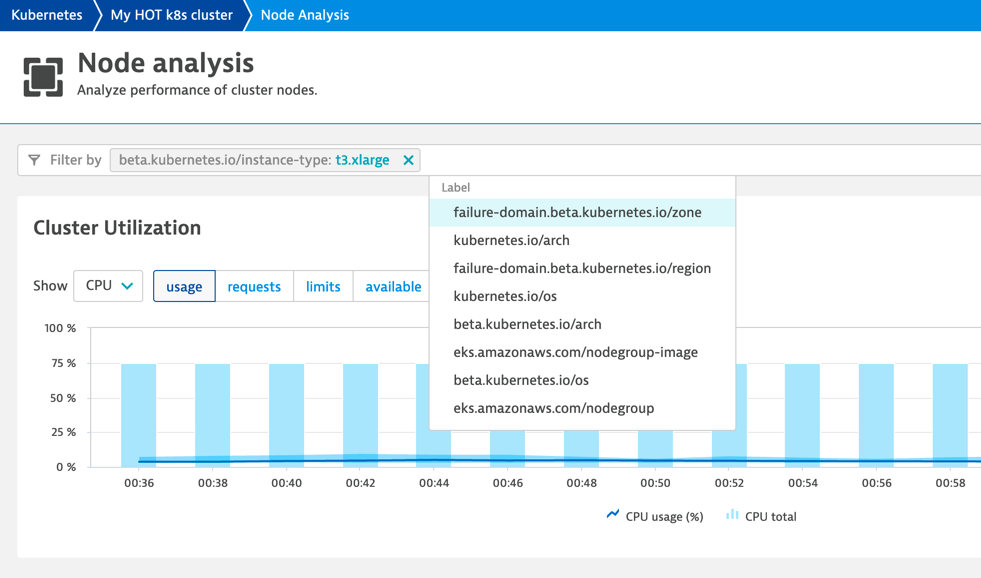 Kubernetes My HOT k8s cluster Node Analysis
Node analysis
Analyze performance of cluster nodes.
Filter by beta.kubernetes.io/instance-type: t3.xlarge
Label
failure-domain.beta.kubernetes.io/zone
kubernetes.io/arch
failure-domain.beta.kubernetes.io/region
kubernetes.io/os
beta.kubernetes.io/arch
eks.amazonaws.com/nodegroup-image
beta.kubernetes.io/os
eks.amazonaws.com/nodegroup
Cluster Utilization
Show CPU usage requests limits available
100 %
75 %
50 %
25 %
0 %
00:36 00:38 00:40 00:42 00:44 00:46 00:48 00:50 00:52 00:54 00:56 00:58
CPU usage (%) CPU total